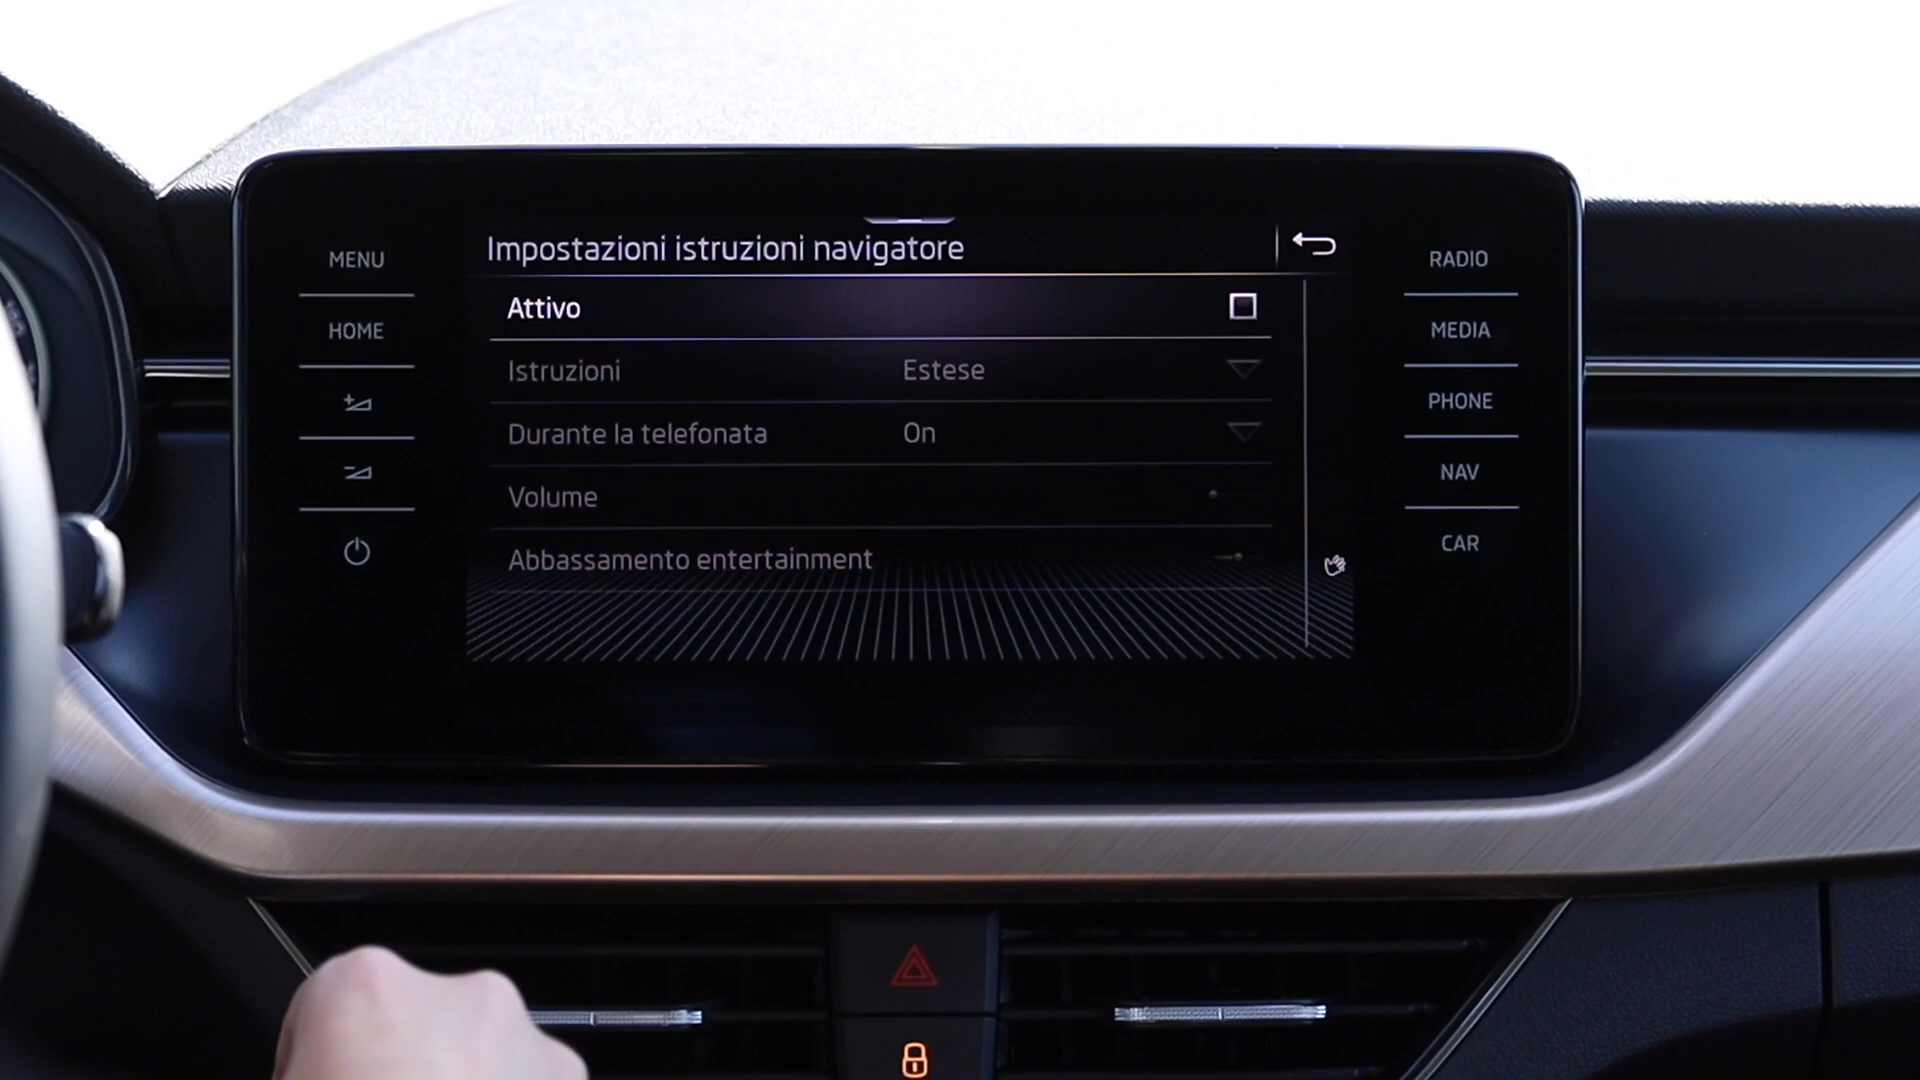 MENU
HOME
Impostazioni istruzioni navigatore
Attivo
Istruzioni Estese
Durante la telefonata On
Volume
Abbassamento entertainment
RADIO
MEDIA
PHONE
NAV
CAR